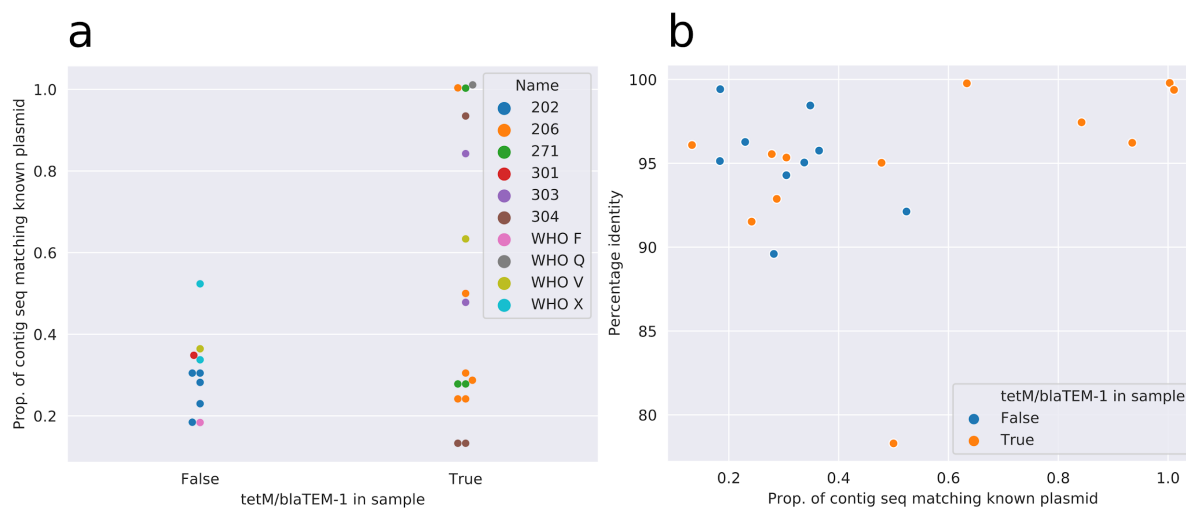 a
Prop. of contig seq matching known plasmid
1.0
0.8
0.6
0.4
0.2
False
True
tetM/blaTEM-1 in sample
Name
202
206
271
301
303
304
WHO F
WHO Q
WHO V
WHO X
b
Percentage identity
100
95
90
85
80
0.2
0.4
0.6
0.8
1.0
Prop. of contig seq matching known plasmid
tetM/blaTEM-1 in sample
False
True